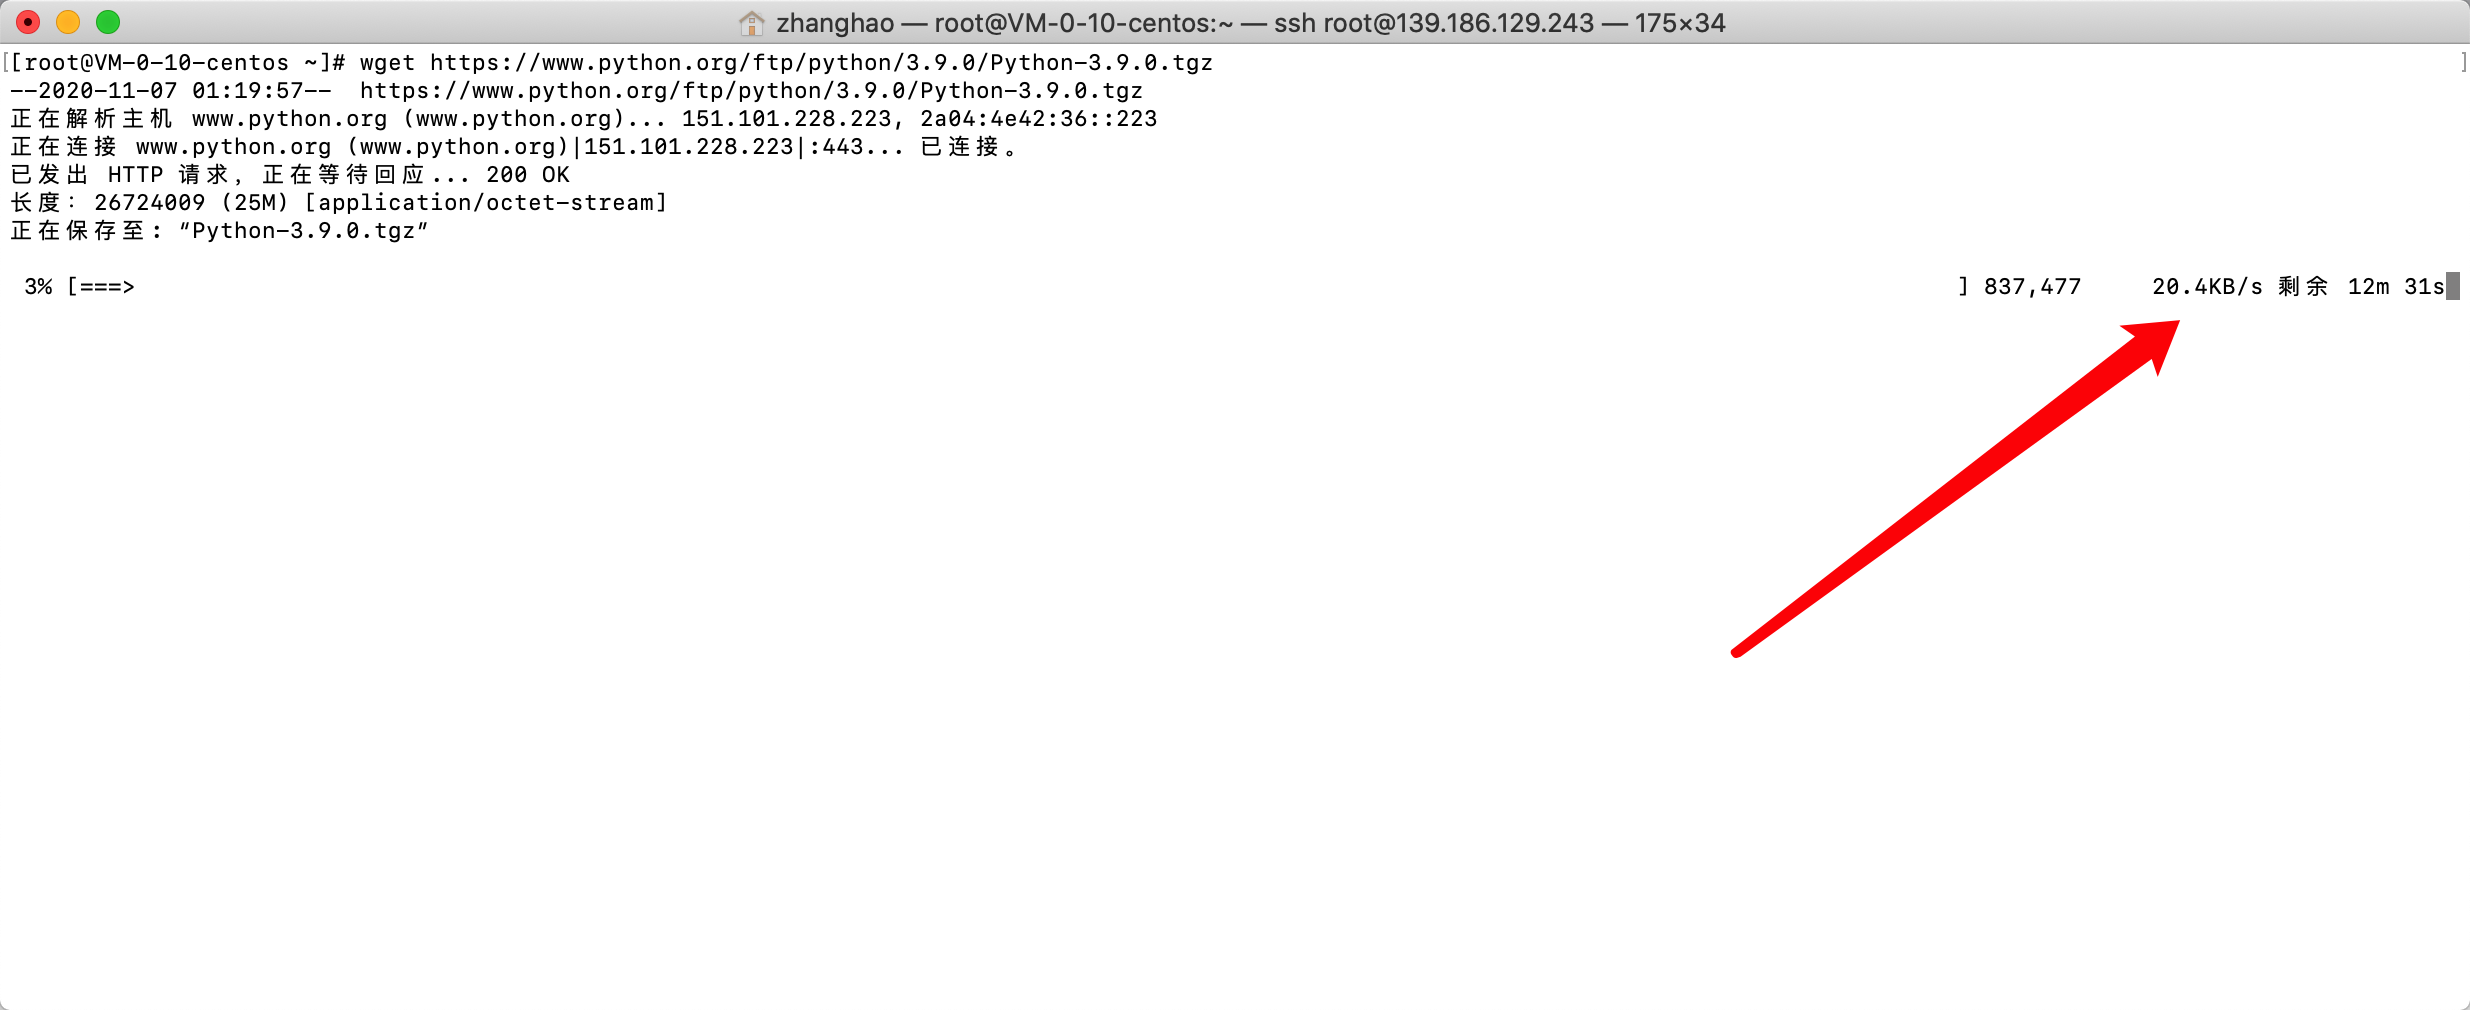 zhanghao — root@VM-0-10-centos:~ — ssh root@139.186.129.243 — 175×34
[[root@VM-0-10-centos ~]# wget https://www.python.org/ftp/python/3.9.0/Python-3.9.0.tgz ]
--2020-11-07 01:19:57--  https://www.python.org/ftp/python/3.9.0/Python-3.9.0.tgz
正在解析主机 www.python.org (www.python.org)... 151.101.228.223, 2a04:4e42:36::223
正在连接 www.python.org (www.python.org)|151.101.228.223|:443... 已连接。
已发出 HTTP 请求，正在等待回应... 200 OK
长度：26724009 (25M) [application/octet-stream]
正在保存至: “Python-3.9.0.tgz”
3% [===> ] 837,477 20.4KB/s 剩余 12m 31s